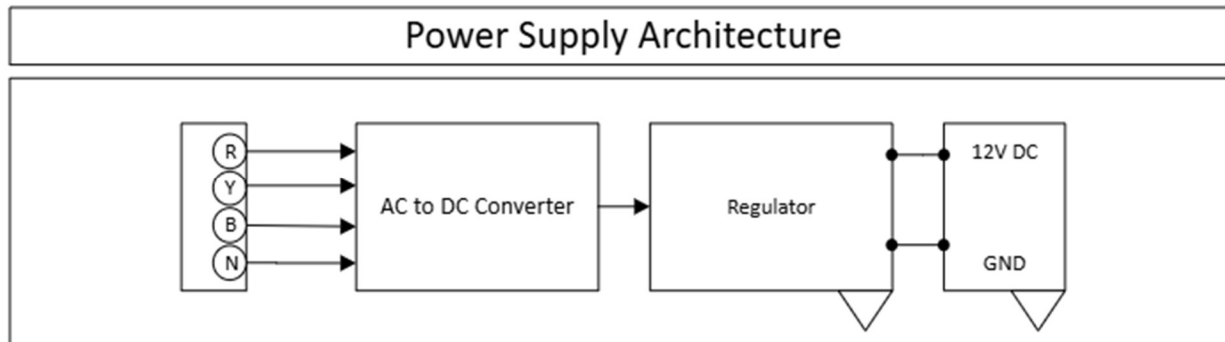 Power Supply Architecture
R
Y
B
N
AC to DC Converter
Regulator
12V DC
GND